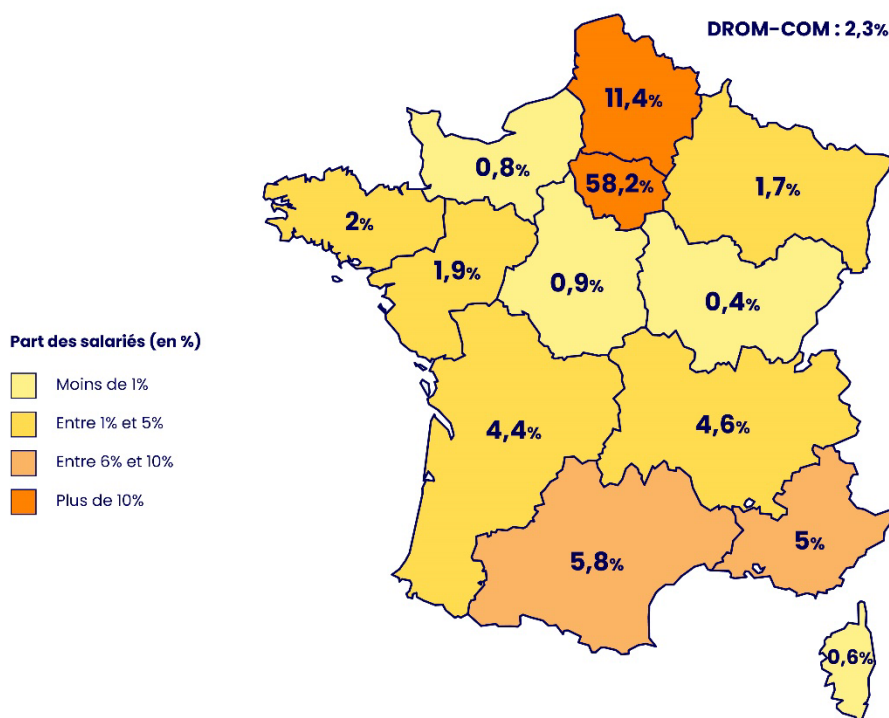 DROM-COM : 2,3%
11,4%
0,8%
58,2%
1,7%
2%
1,9%
0,9%
0,4%
Part des salariés (en %)
Moins de 1%
Entre 1% et 5%
Entre 6% et 10%
Plus de 10%
4,4%
4,6%
5,8%
5%
0,6%